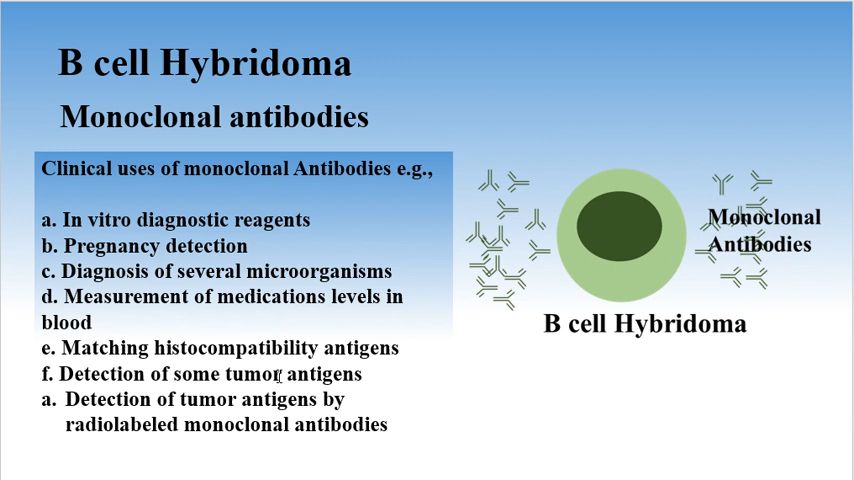 B cell Hybridoma
Monoclonal antibodies
Clinical uses of monoclonal Antibodies e.g.,
a. In vitro diagnostic reagents
b. Pregnancy detection
c. Diagnosis of several microorganisms
d. Measurement of medications levels in
blood
e. Matching histocompatibility antigens
f. Detection of some tumor antigens
a. Detection of tumor antigens by
radiolabeled monoclonal antibodies
Monoclonal
Antibodies
B cell Hybridoma